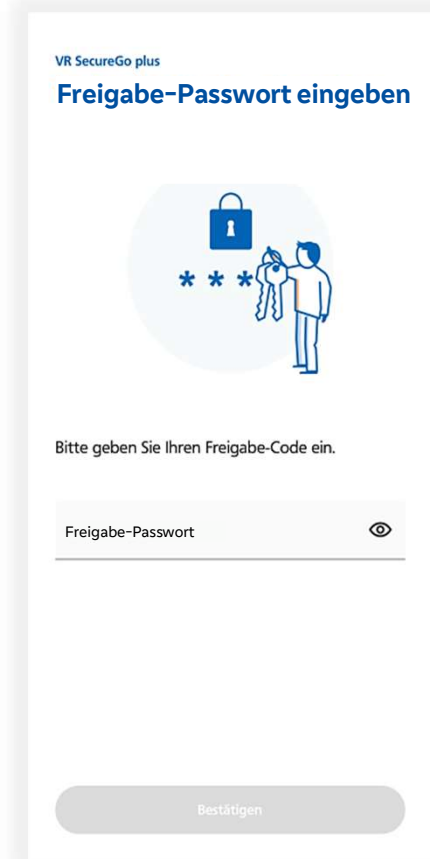 VR SecureGo plus
Freigabe-Passwort eingeben
* * *
Bitte geben Sie Ihren Freigabe-Code ein.
Freigabe-Passwort
Bestätigen